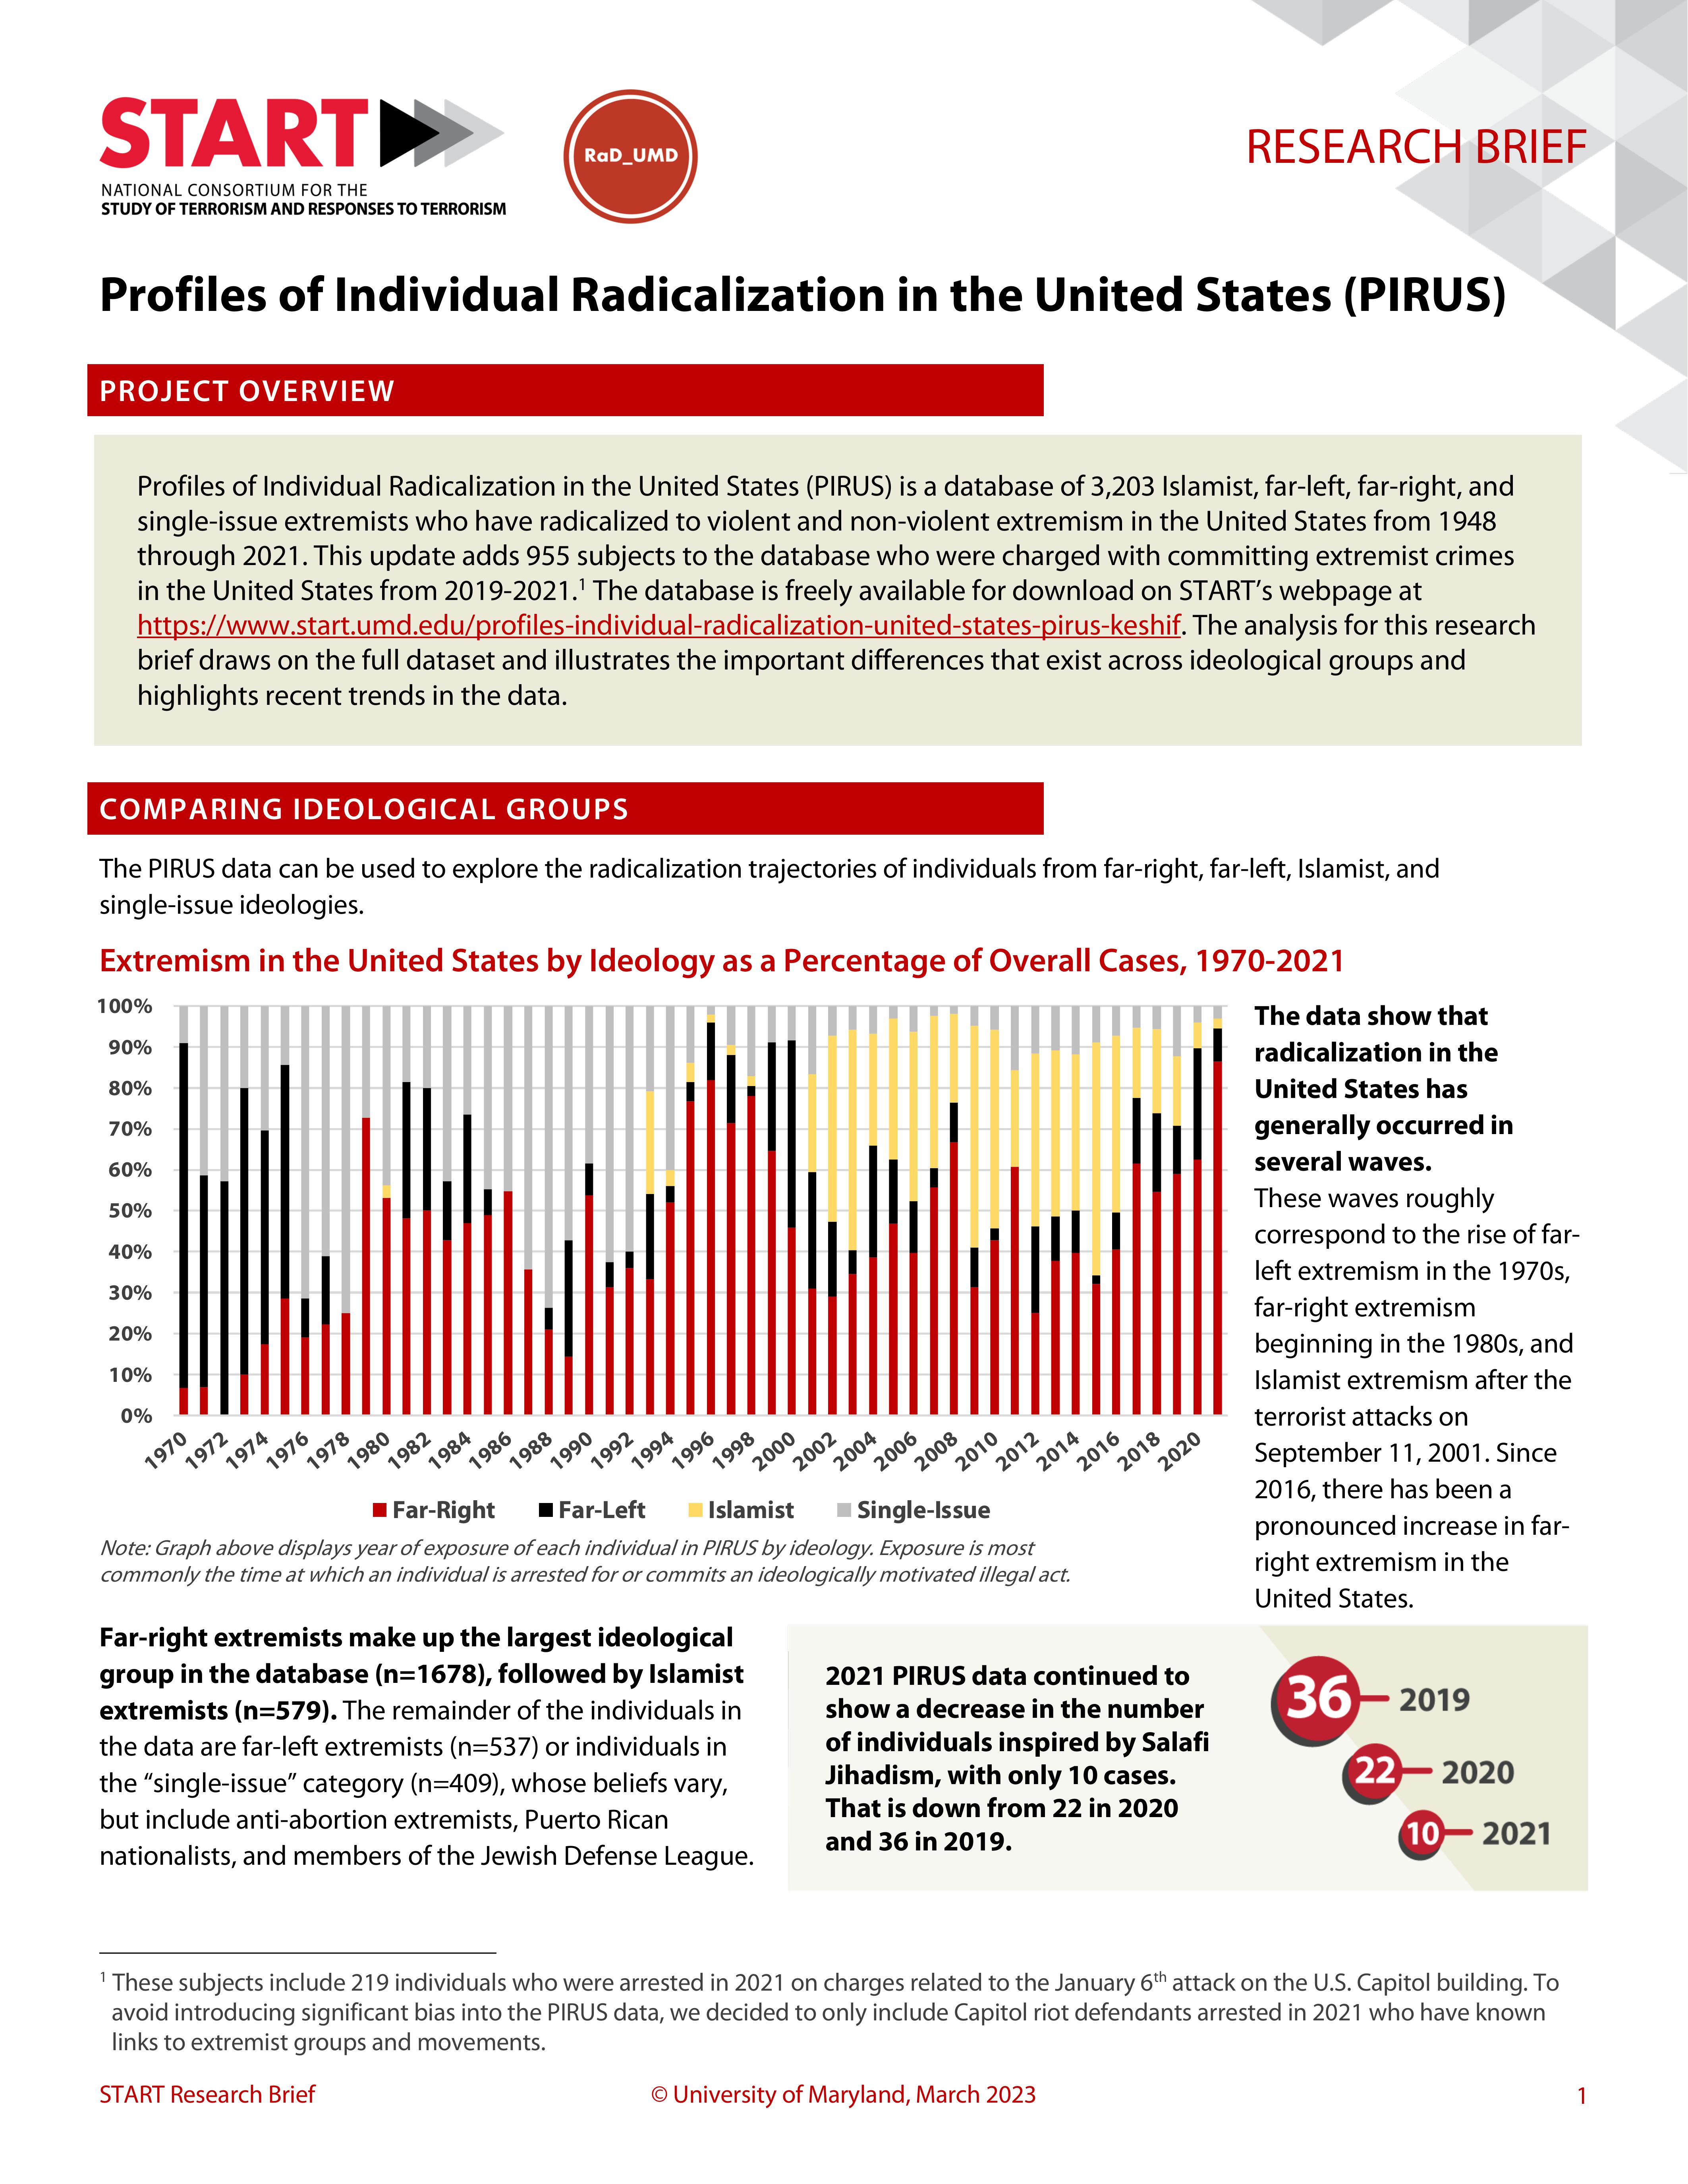 START
NATIONAL CONSORTIUM FOR THE
STUDY OF TERRORISM AND RESPONSES TO TERRORISM
RaD_UMD
RESEARCH BRIEF
Profiles of Individual Radicalization in the United States (PIRUS)
PROJECT OVERVIEW
Profiles of Individual Radicalization in the United States (PIRUS) is a database of 3,203 Islamist, far-left, far-right, and
single-issue extremists who have radicalized to violent and non-violent extremism in the United States from 1948
through 2021. This update adds 955 subjects to the database who were charged with committing extremist crimes
in the United States from 2019-2021.1 The database is freely available for download on START’s webpage at
https://www.start.umd.edu/profiles-individual-radicalization-united-states-pirus-keshif. The analysis for this research
brief draws on the full dataset and illustrates the important differences that exist across ideological groups and
highlights recent trends in the data.
COMPARING IDEOLOGICAL GROUPS
The PIRUS data can be used to explore the radicalization trajectories of individuals from far-right, far-left, Islamist, and
single-issue ideologies.
Extremism in the United States by Ideology as a Percentage of Overall Cases, 1970-2021
100%
90%
80%
70%
60%
50%
40%
30%
20%
10%
0%
1970 1972 1974 1976 1978 1980 1982 1984 1986 1988 1990 1992 1994 1996 1998 2000 2002 2004 2006 2008 2010 2012 2014 2016 2018 2020
Far-Right Far-Left Islamist Single-Issue
Note: Graph above displays year of exposure of each individual in PIRUS by ideology. Exposure is most
commonly the time at which an individual is arrested for or commits an ideologically motivated illegal act.
The data show that
radicalization in the
United States has
generally occurred in
several waves.
These waves roughly
correspond to the rise of far-
left extremism in the 1970s,
far-right extremism
beginning in the 1980s, and
Islamist extremism after the
terrorist attacks on
September 11, 2001. Since
2016, there has been a
pronounced increase in far-
right extremism in the
United States.
Far-right extremists make up the largest ideological
group in the database (n=1678), followed by Islamist
extremists (n=579). The remainder of the individuals in
the data are far-left extremists (n=537) or individuals in
the “single-issue” category (n=409), whose beliefs vary,
but include anti-abortion extremists, Puerto Rican
nationalists, and members of the Jewish Defense League.
2021 PIRUS data continued to
show a decrease in the number
of individuals inspired by Salafi
Jihadism, with only 10 cases.
That is down from 22 in 2020
and 36 in 2019.
36 2019
22 2020
10 2021
1 These subjects include 219 individuals who were arrested in 2021 on charges related to the January 6th attack on the U.S. Capitol building. To
avoid introducing significant bias into the PIRUS data, we decided to only include Capitol riot defendants arrested in 2021 who have known
links to extremist groups and movements.
START Research Brief © University of Maryland, March 2023 1